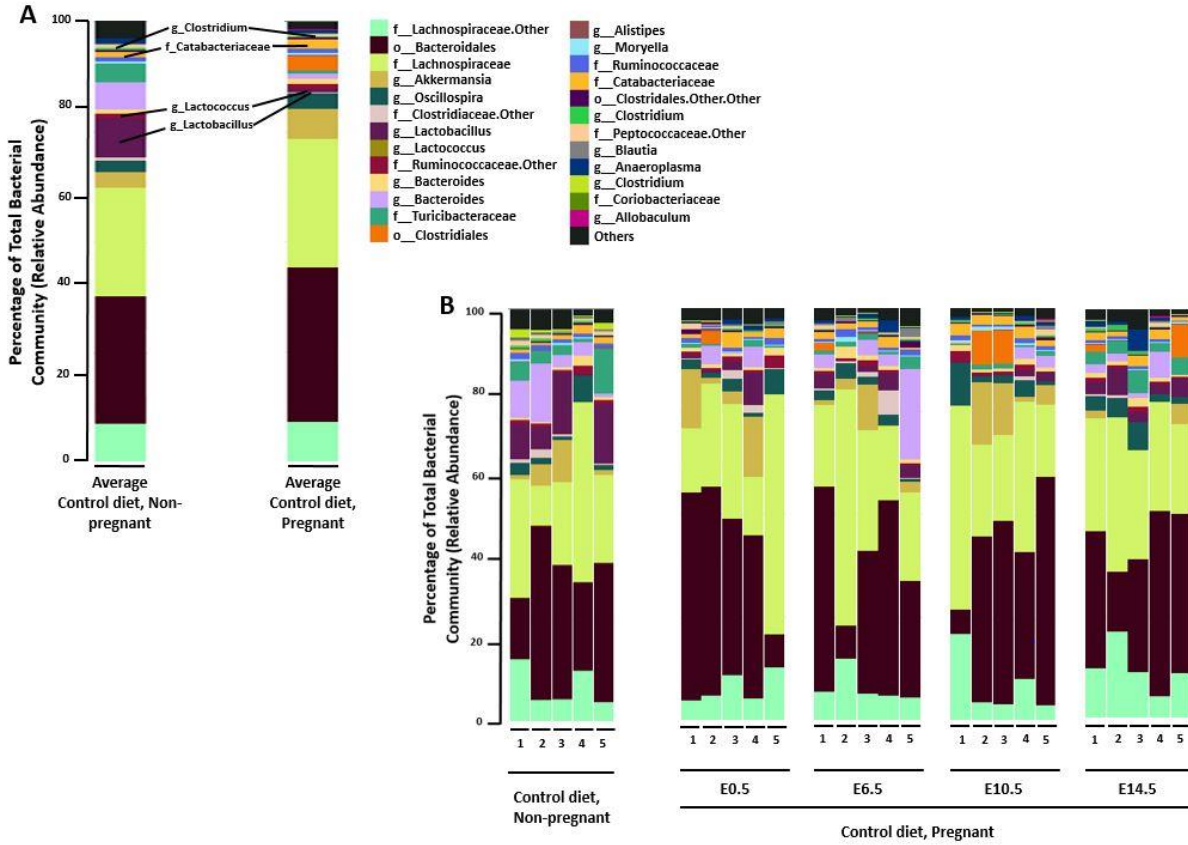 A
100
80
60
40
20
0
Percentage of Total Bacterial
Community (Relative Abundance)
g_Clostridium
f_Catabacteriaceae
g_Lactococcus
g_Lactobacillus
Average
Control diet, Non-
pregnant
Average
Control diet,
Pregnant
f__Lachnospiraceae.Other
o__Bacteroidales
f__Lachnospiraceae
g__Akkermansia
g__Oscillospira
f__Clostridiaceae.Other
g__Lactobacillus
g__Lactococcus
f__Ruminococcaceae.Other
g__Bacteroides
g__Bacteroides
f__Turicibacteraceae
o__Clostridiales
g__Alistipes
g__Moryella
f__Ruminococcaceae
f__Catabacteriaceae
o__Clostridales.Other.Other
g__Clostridium
f__Peptococcaceae.Other
g__Blautia
g__Anaeroplasma
g__Clostridium
f__Coriobacteriaceae
g__Allobaculum
Others
B
100
80
60
40
20
0
Percentage of Total Bacterial
Community (Relative Abundance)
1 2 3 4 5
1 2 3 4 5
1 2 3 4 5
1 2 3 4 5
1 2 3 4 5
Control diet,
Non-pregnant
E0.5
E6.5
E10.5
E14.5
Control diet, Pregnant